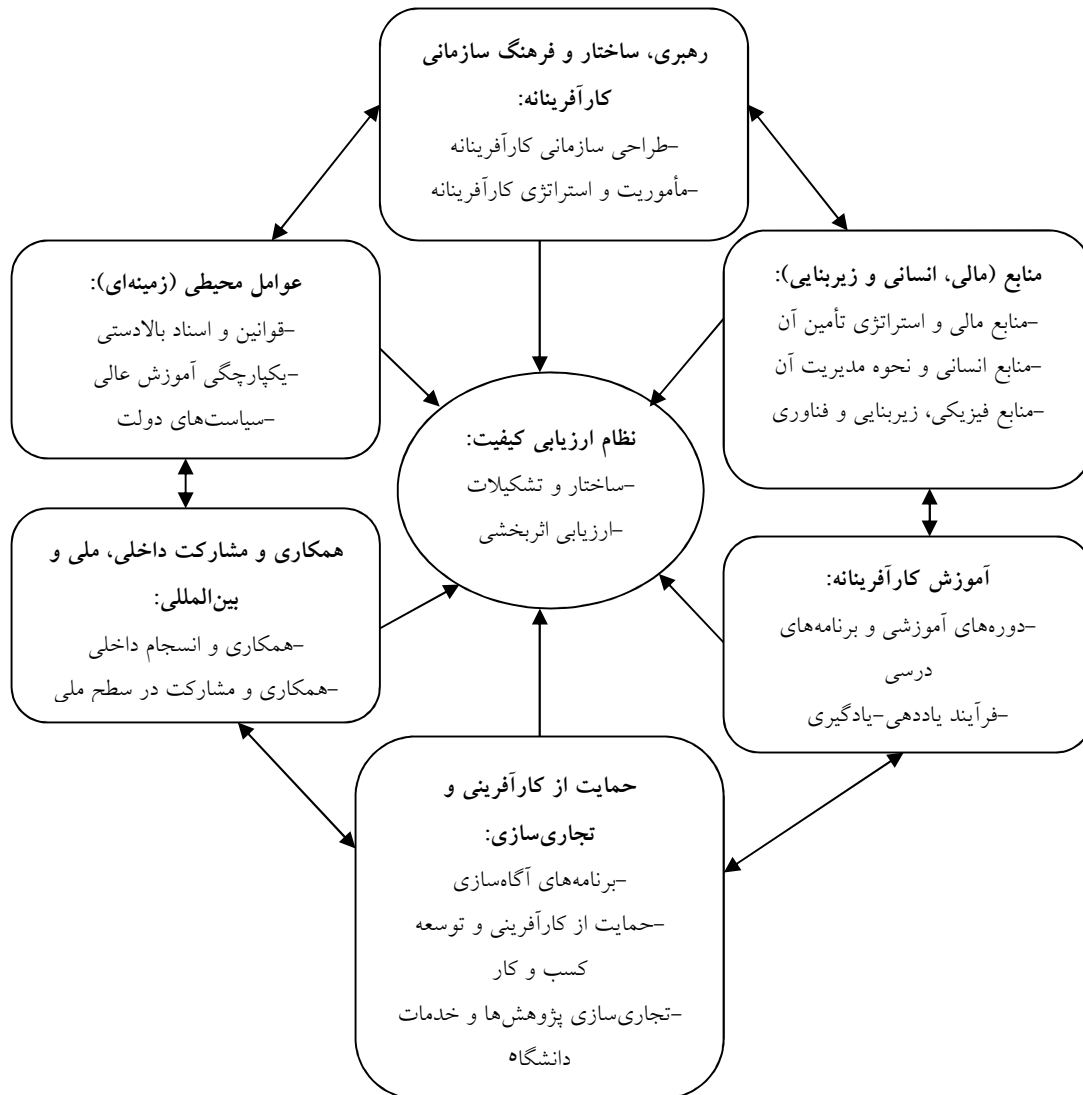 رهبری، ساختار و فرهنگ سازمانی
کارآفرینانه:
-طراحی سازمانی کارآفرینانه
-مأموریت و استراتژی کارآفرینانه
منابع (مالی، انسانی و زیربنایی):
-منابع مالی و استراتژی تأمین آن
-منابع انسانی و نحوه مدیریت آن
-منابع فیزیکی، زیربنایی و فناوری
عوامل محیطی (زمینه‌ای):
-قوانین و اسناد بالادستی
-یکپارچگی آموزش عالی
-سیاست‌های دولت
نظام ارزیابی کیفیت:
-ساختار و تشکیلات
-ارزیابی اثربخشی
آموزش کارآفرینانه:
-دوره‌های آموزشی و برنامه‌های
درسی
-فرآیند یاددهی-یادگیری
همکاری و مشارکت داخلی، ملی و
بین‌المللی:
-همکاری و انسجام داخلی
-همکاری و مشارکت در سطح ملی
حمایت از کارآفرینی و
تجاری‌سازی:
-برنامه‌های آگاه‌سازی
-حمایت از کارآفرینی و توسعه
کسب و کار
-تجاری‌سازی پژوهش‌ها و خدمات
دانشگاه